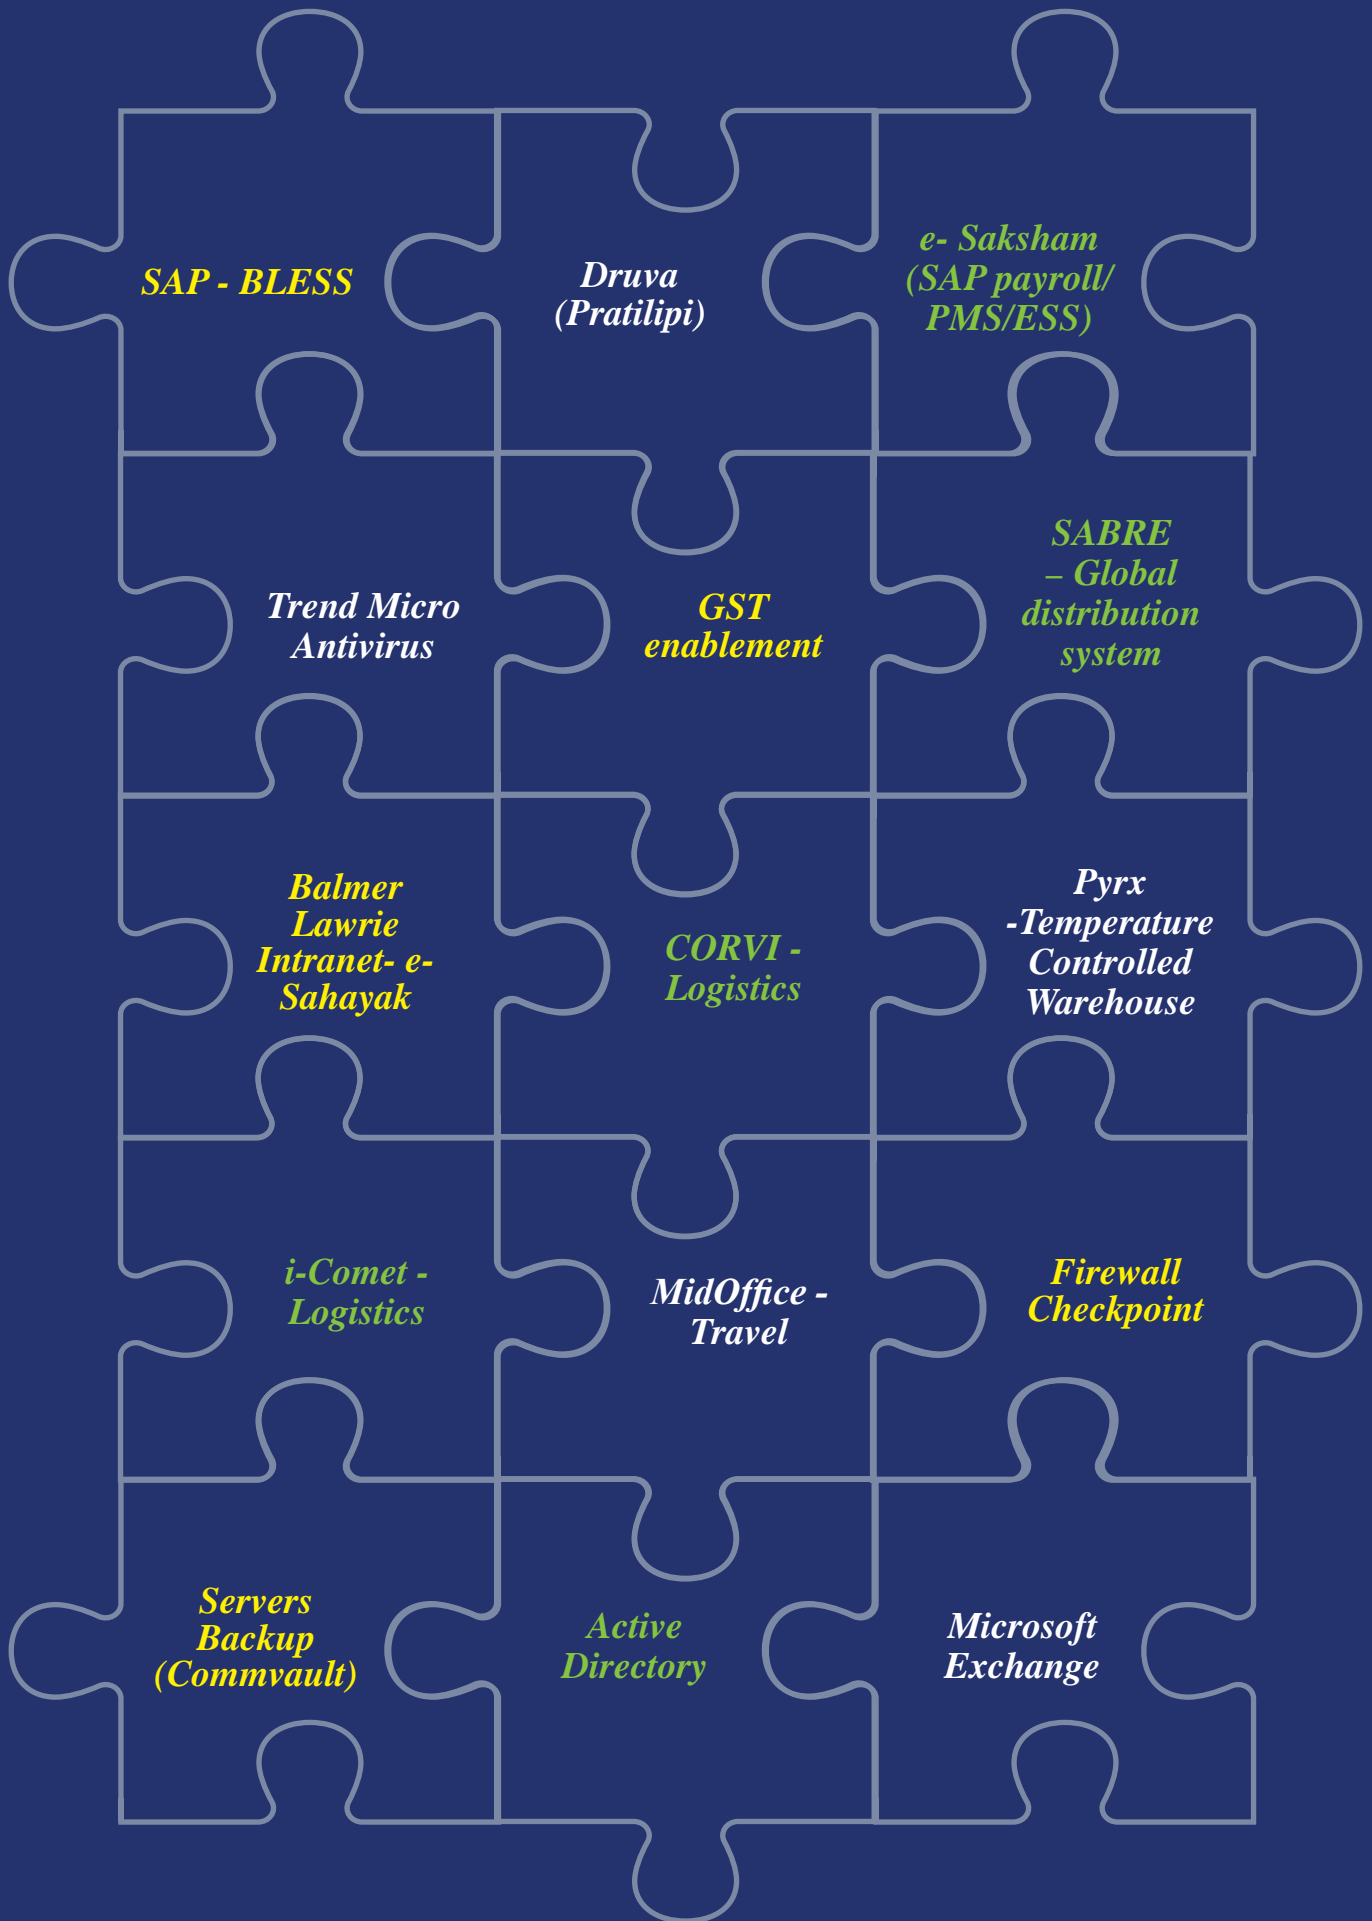 SAP - BLESS
Druva
(Pratilipi)
e- Saksham
(SAP payroll/
PMS/ESS)
Trend Micro
Antivirus
GST
enablement
SABRE
– Global
distribution
system
Balmer
Lawrie
Intranet- e-
Sahayak
CORVI -
Logistics
Pyrx
-Temperature
Controlled
Warehouse
i-Comet -
Logistics
MidOffice -
Travel
Firewall
Checkpoint
Servers
Backup
(Commvault)
Active
Directory
Microsoft
Exchange